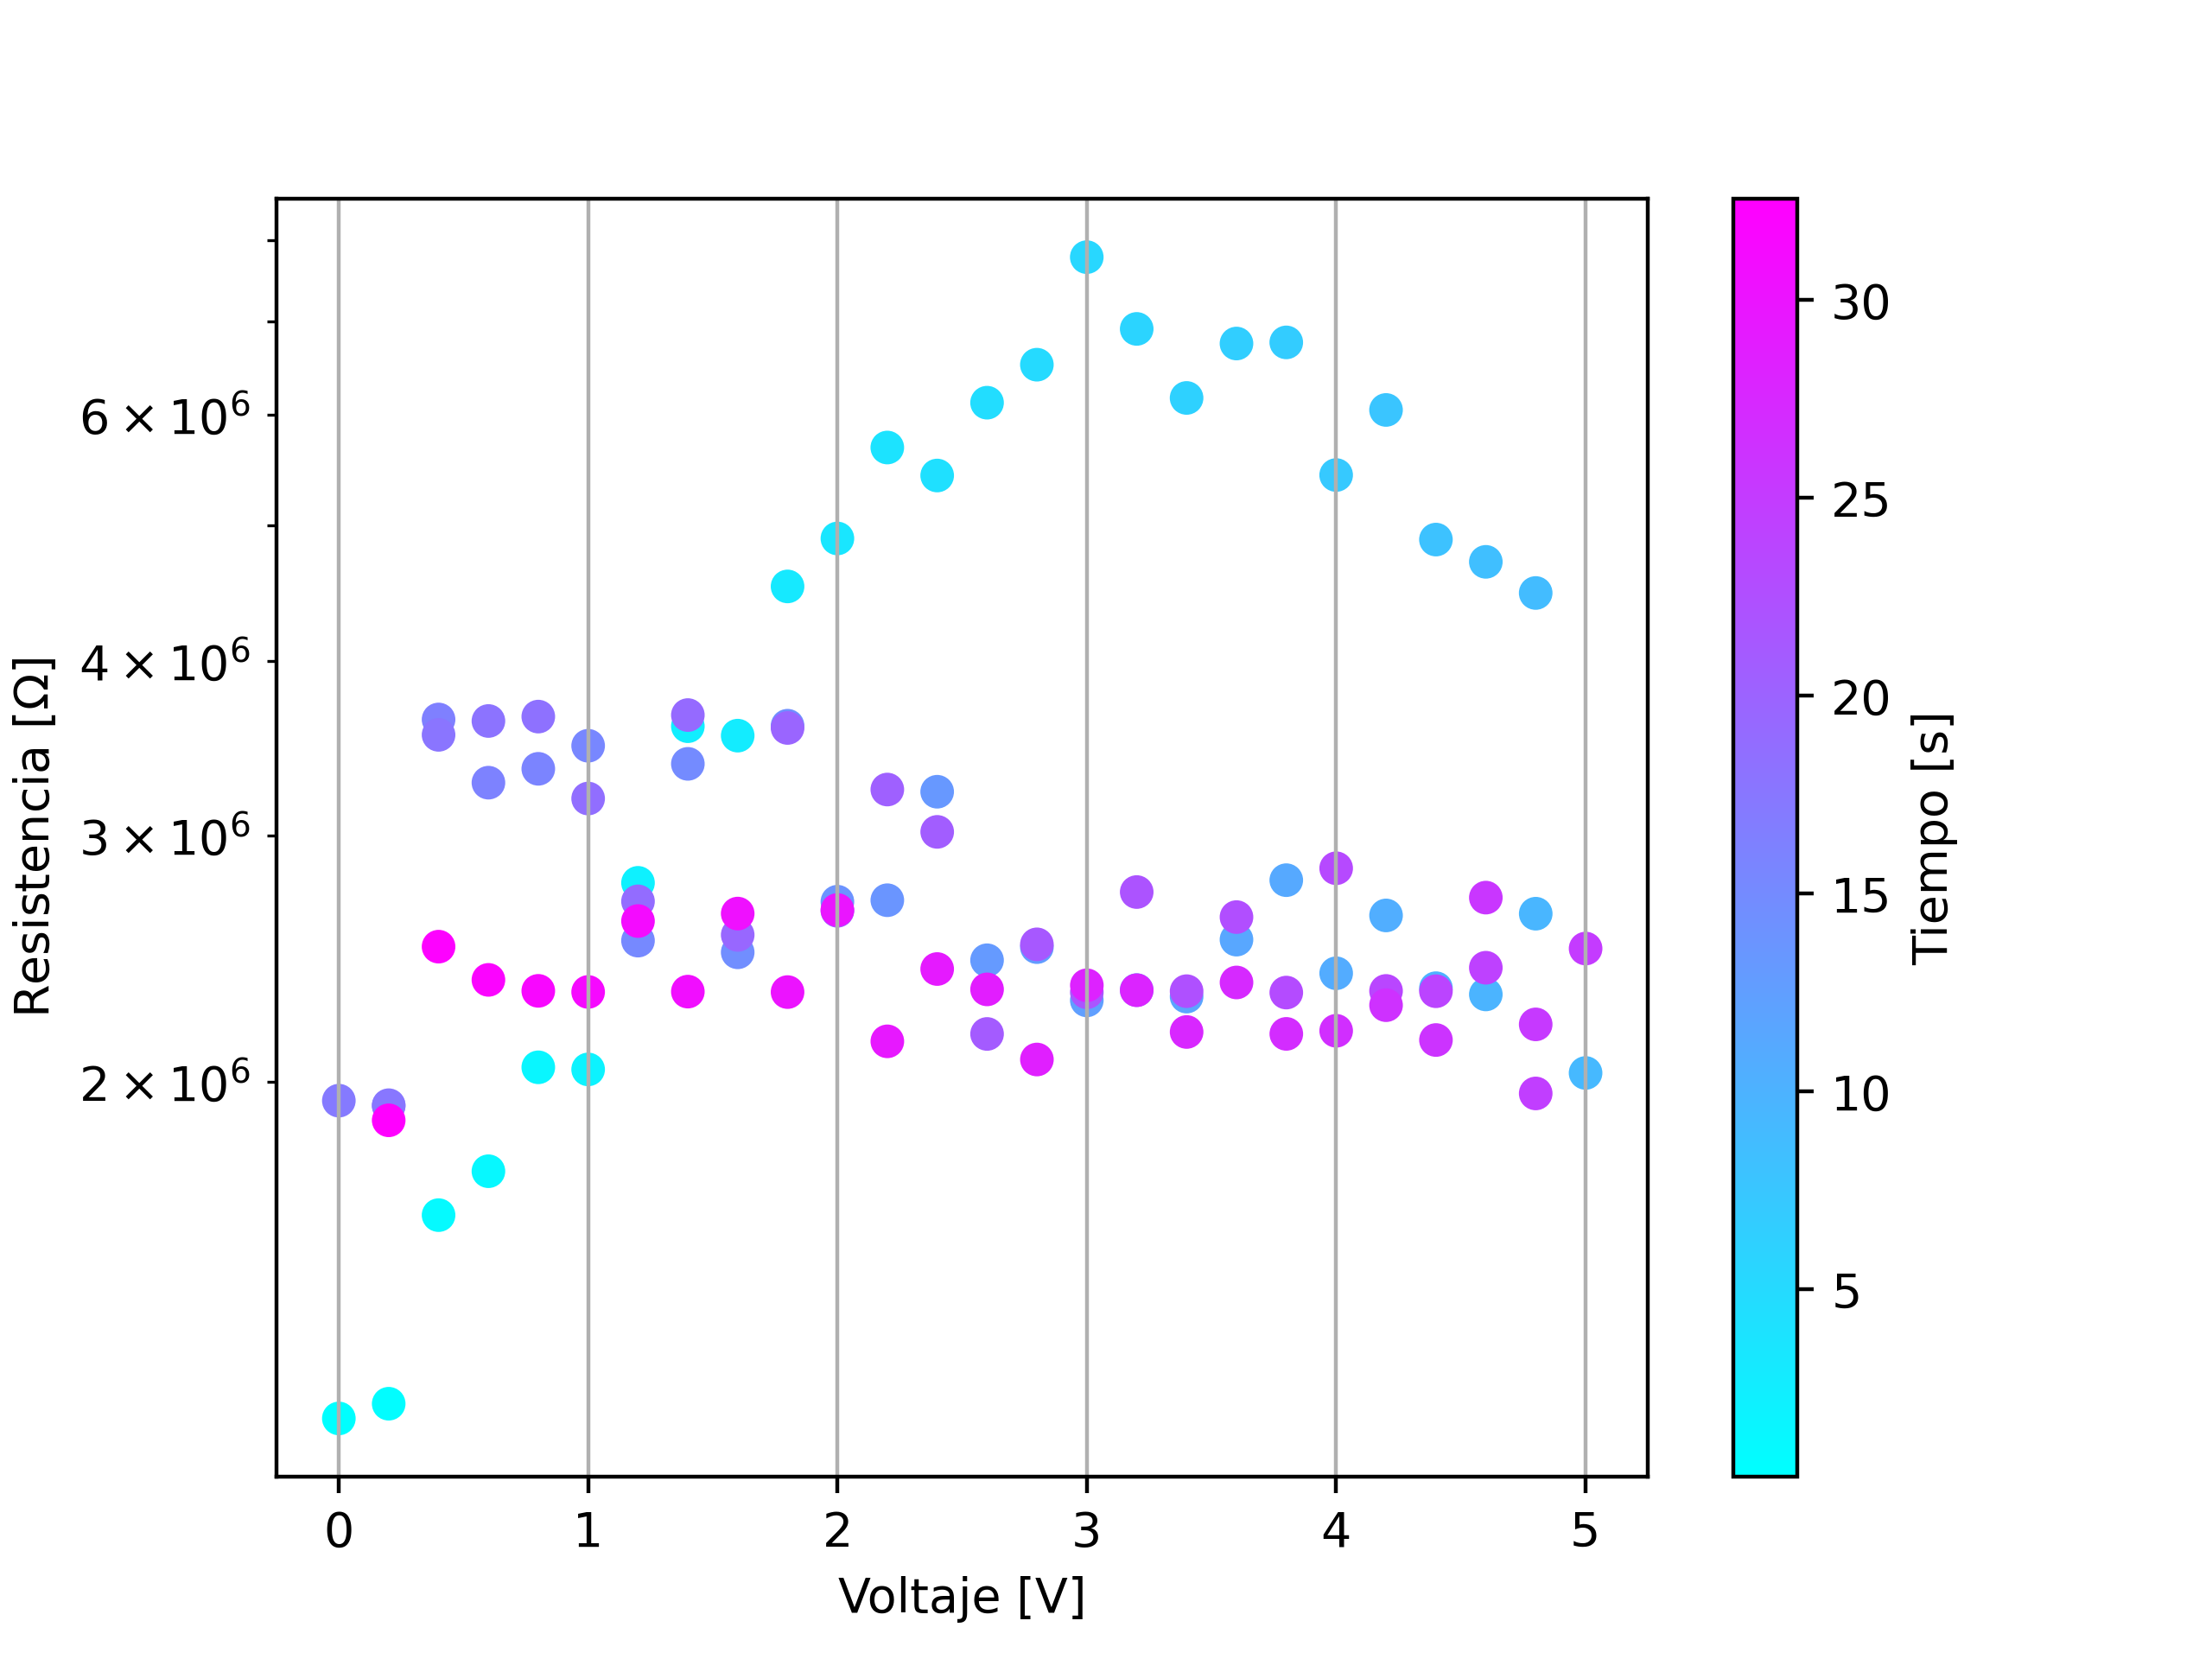 6 × 10⁶
4 × 10⁶
3 × 10⁶
2 × 10⁶
Resistencia [Ω]
0 1 2 3 4 5
Voltaje [V]
30
25
20
15
10
5
Tiempo [s]